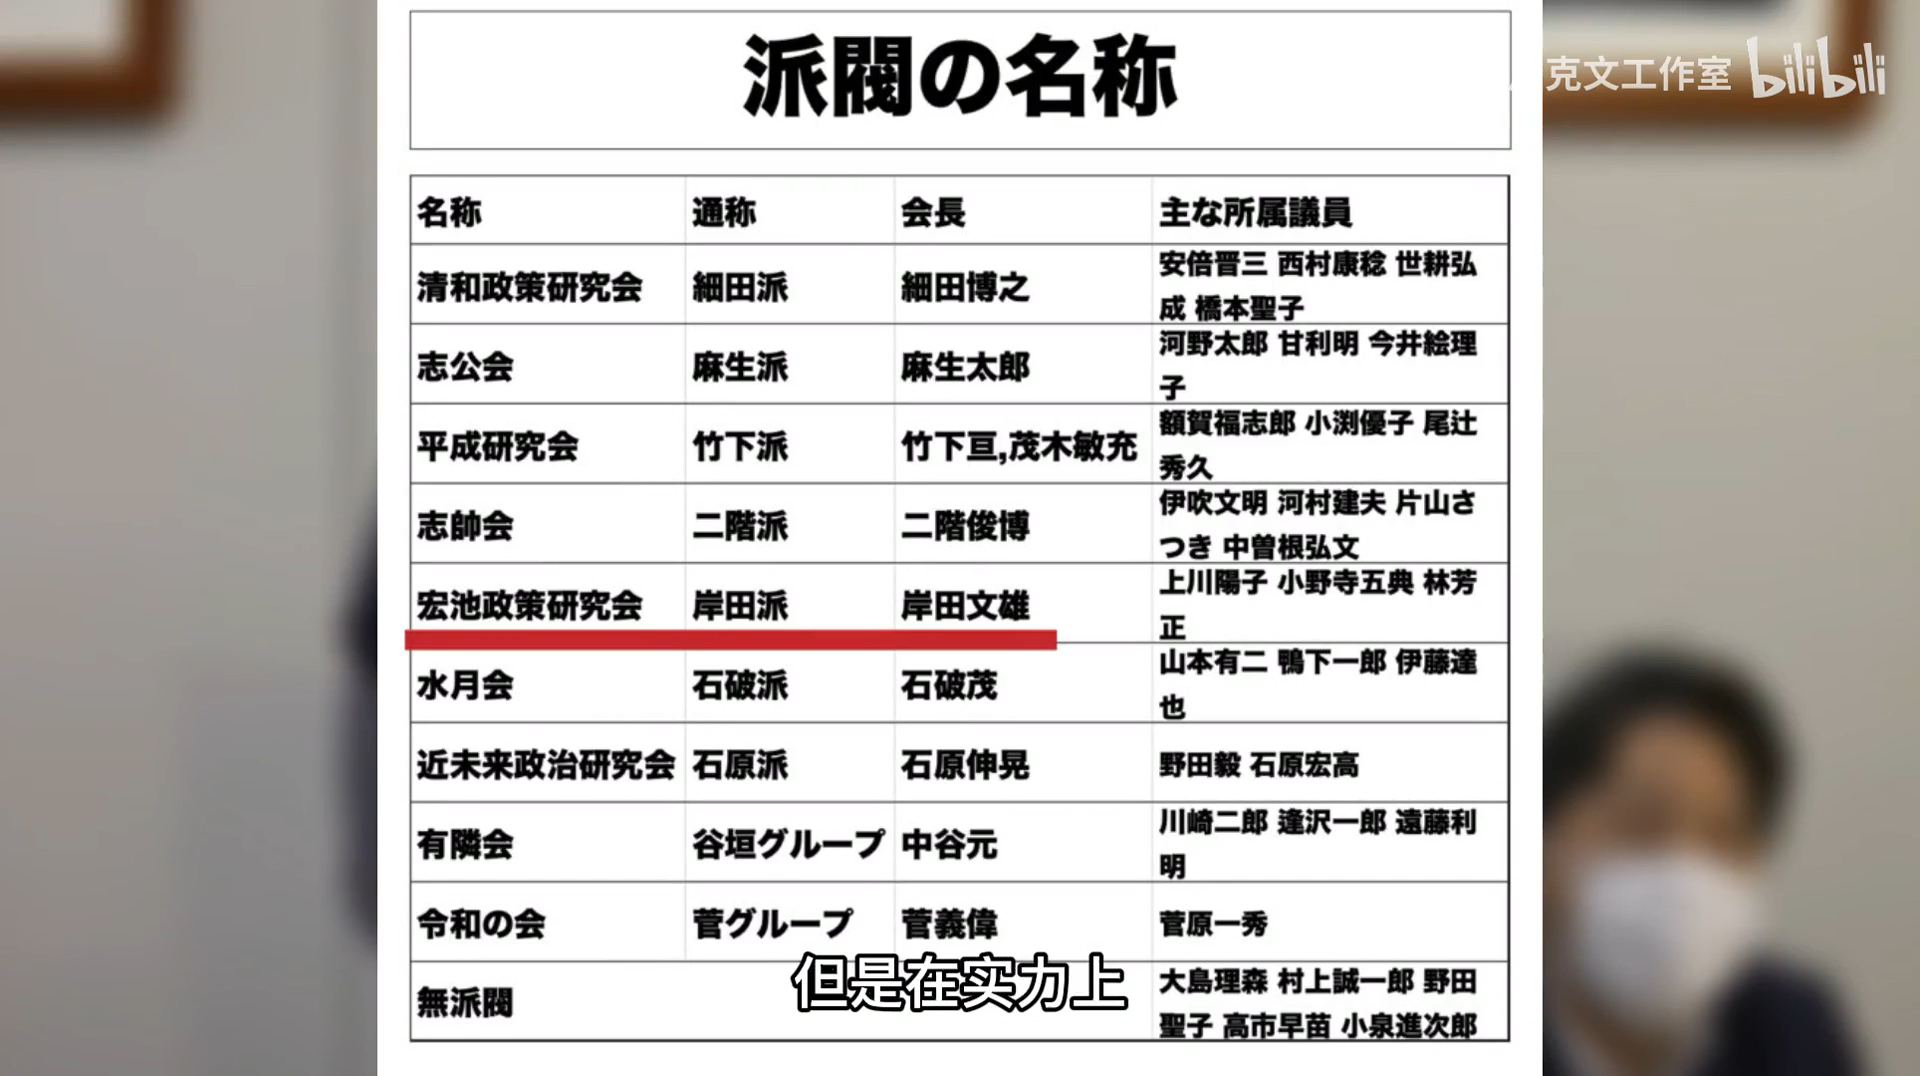 派閥の名称
克文工作室 bilibili
名称 通称 会長 主な所属議員
清和政策研究会 細田派 細田博之 安倍晋三 西村康稔 世耕弘
成 橋本聖子
志公会 麻生派 麻生太郎 河野太郎 甘利明 今井絵理
子
平成研究会 竹下派 竹下亘,茂木敏充 額賀福志郎 小渕優子 尾辻
秀久
志帥会 二階派 二階俊博 伊吹文明 河村建夫 片山さ
つき 中曽根弘文
宏池政策研究会 岸田派 岸田文雄 上川陽子 小野寺五典 林芳
正
水月会 石破派 石破茂 山本有二 鴨下一郎 伊藤達
也
近未来政治研究会 石原派 石原伸晃 野田毅 石原宏高
有隣会 谷垣グループ 中谷元 川崎二郎 逢沢一郎 遠藤利
明
令和の会 菅グループ 菅義偉 菅原一秀
無派閥 大島理森 村上誠一郎 野田
聖子 高市早苗 小泉進次郎
但是在实力上